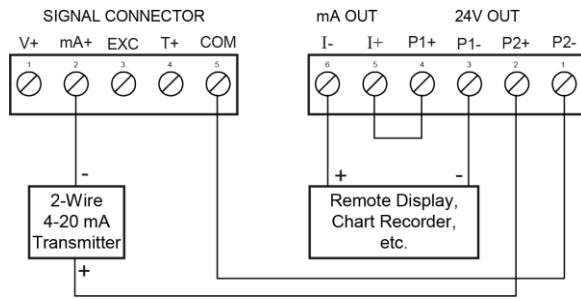 SIGNAL CONNECTOR
mA OUT 24V OUT
V+ mA+ EXC T+ COM
I- I+ P1+ P1- P2+ P2-
1 2 3 4 5
6 5 4 3 2 1
-
+ -
2-Wire
4-20 mA
Transmitter
Remote Display,
Chart Recorder,
etc.
+